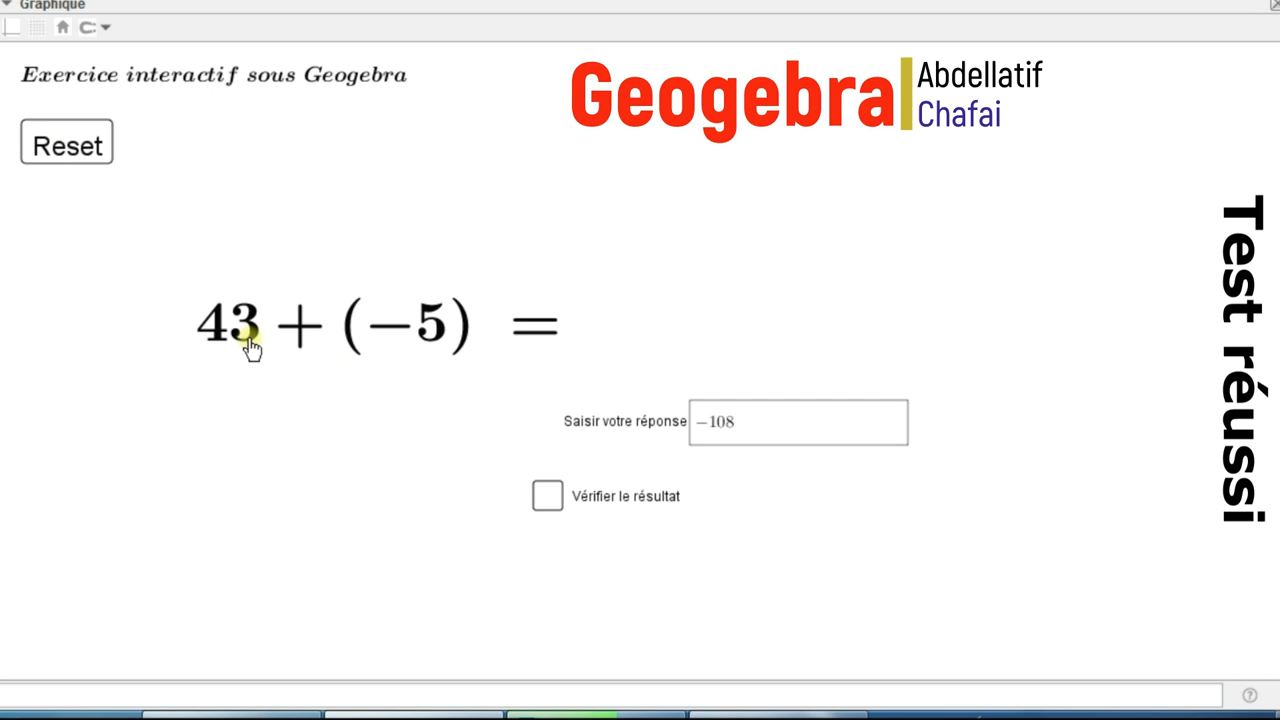 Graphique
Exercice interactif sous Geogebra
Geogebra
Abdellatif
Chafai
Reset
Test réussi
43 + (−5) =
Saisir votre réponse −108
Vérifier le résultat